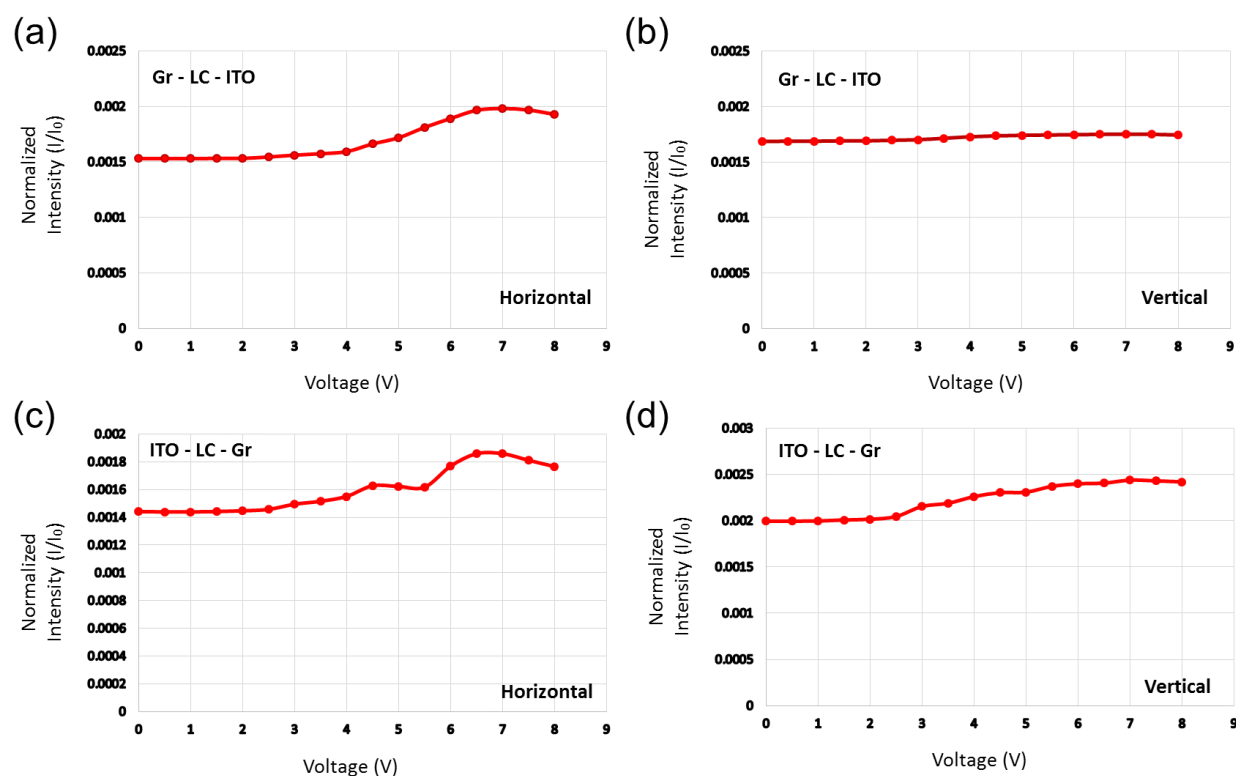 (a)
0.0025
0.002
0.0015
0.001
0.0005
0
Gr - LC - ITO
Normalized
Intensity (I/I₀)
Horizontal
0 1 2 3 4 5 6 7 8 9
Voltage (V)
(b)
0.0025
0.002
0.0015
0.001
0.0005
0
Gr - LC - ITO
Normalized
Intensity (I/I₀)
Vertical
0 1 2 3 4 5 6 7 8 9
Voltage (V)
(c)
0.002
0.0018
0.0016
0.0014
0.0012
0.001
0.0008
0.0006
0.0004
0.0002
0
ITO - LC - Gr
Normalized
Intensity (I/I₀)
Horizontal
0 1 2 3 4 5 6 7 8 9
Voltage (V)
(d)
0.003
0.0025
0.002
0.0015
0.001
0.0005
0
ITO - LC - Gr
Normalized
Intensity (I/I₀)
Vertical
0 1 2 3 4 5 6 7 8 9
Voltage (V)